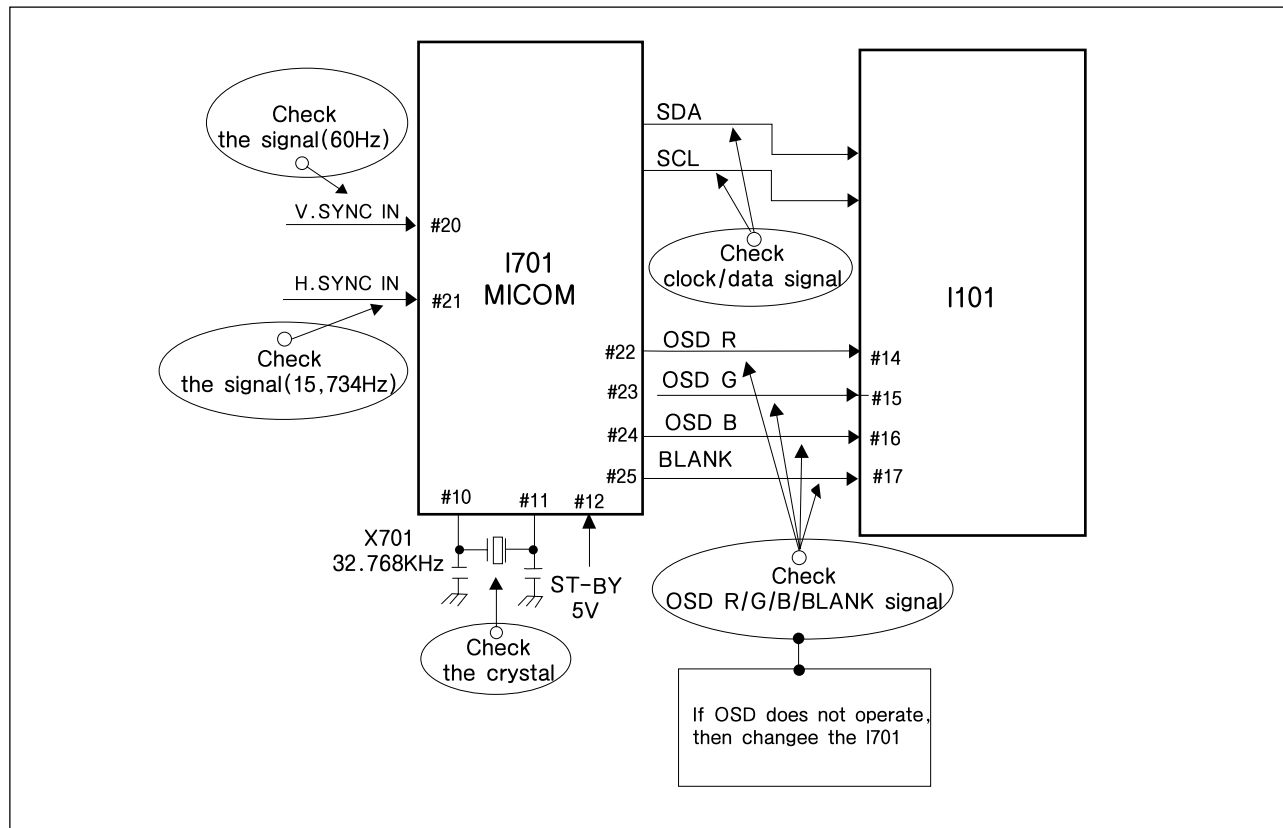 Check
the signal(60Hz)
V.SYNC IN
#20
H.SYNC IN
#21
Check
the signal(15,734Hz)
I701
MICOM
SDA
SCL
Check
clock/data signal
I101
#22
OSD R
#14
#23
OSD G
#15
#24
OSD B
#16
#25
BLANK
#17
#10
#11
#12
X701
32.768KHz
ST-BY
5V
Check
the crystal
Check
OSD R/G/B/BLANK signal
If OSD does not operate,
then changee the I701